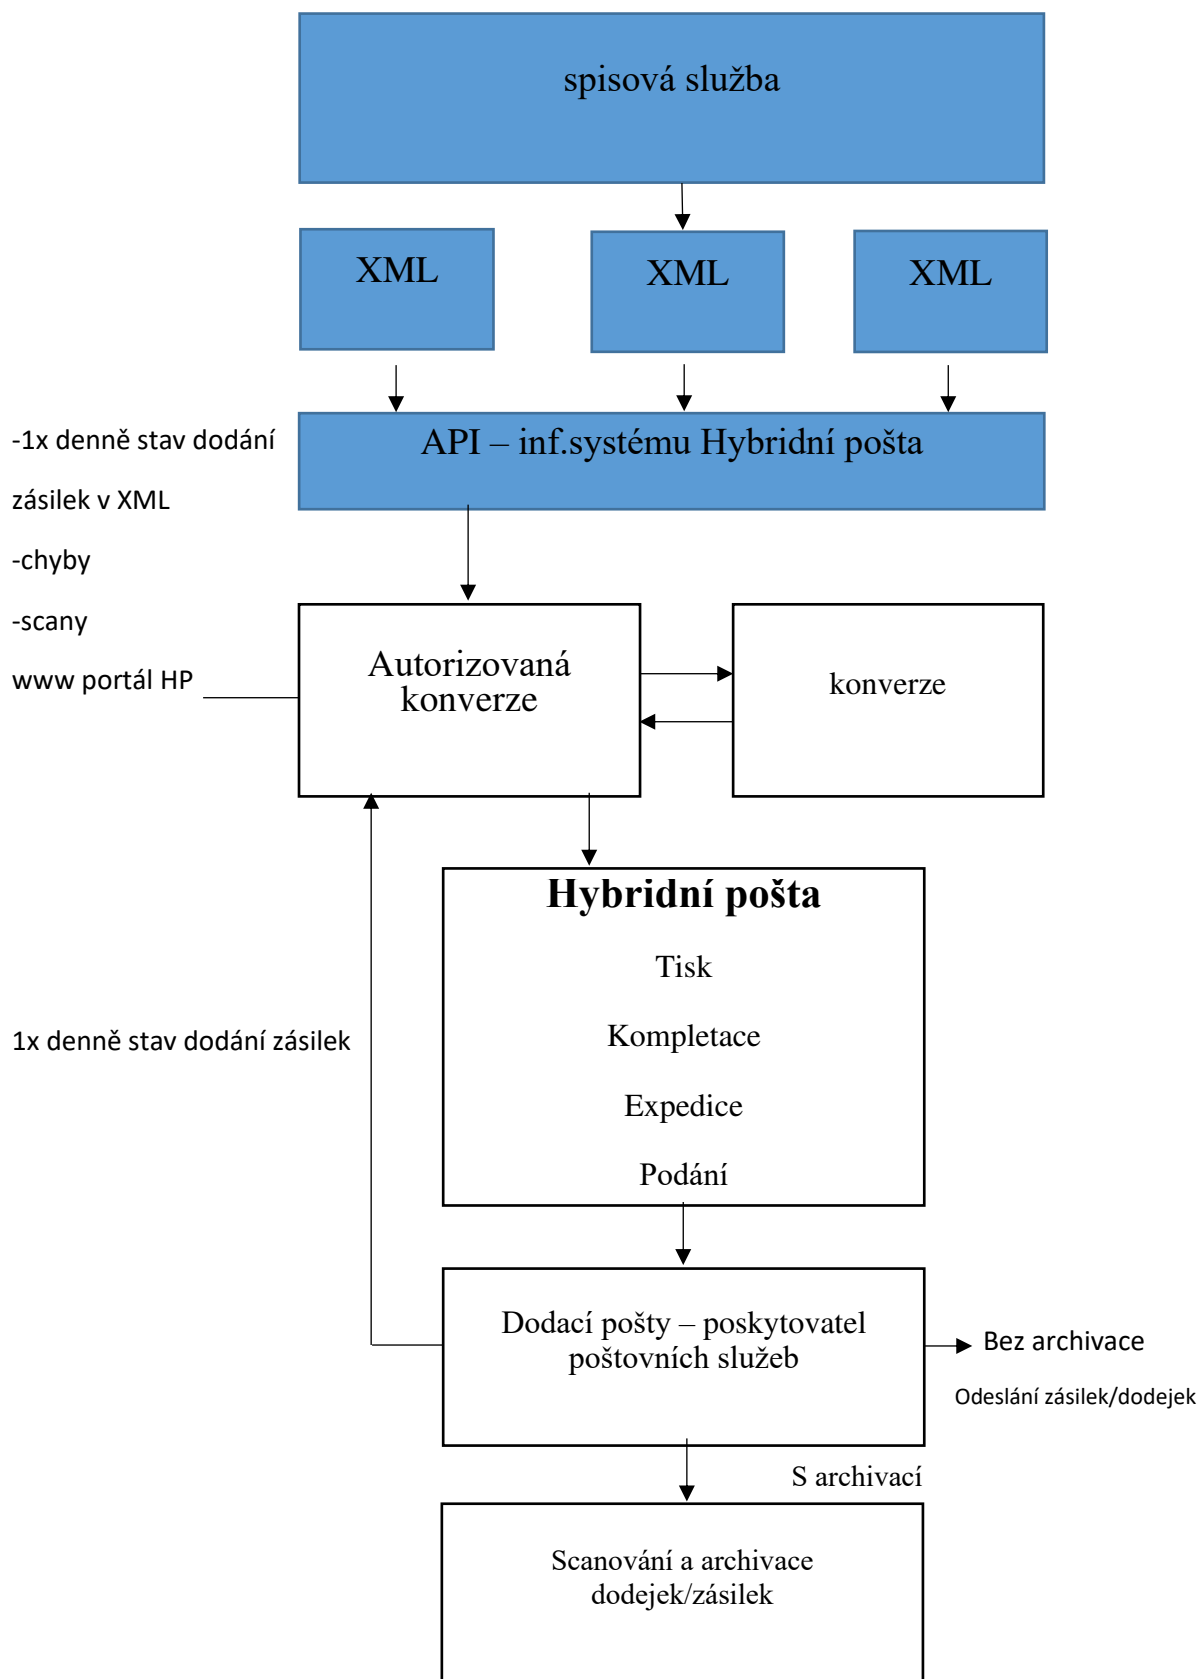 spisová služba
XML
XML
XML
API – inf.systému Hybridní pošta
-1x denně stav dodání
zásilek v XML
-chyby
-scany
www portál HP
Autorizovaná
konverze
konverze
Hybridní pošta
Tisk
Kompletace
Expedice
Podání
1x denně stav dodání zásilek
Dodací pošty – poskytovatel
poštovních služeb
Bez archivace
Odeslání zásilek/dodejek
S archivací
Scanování a archivace
dodejek/zásilek